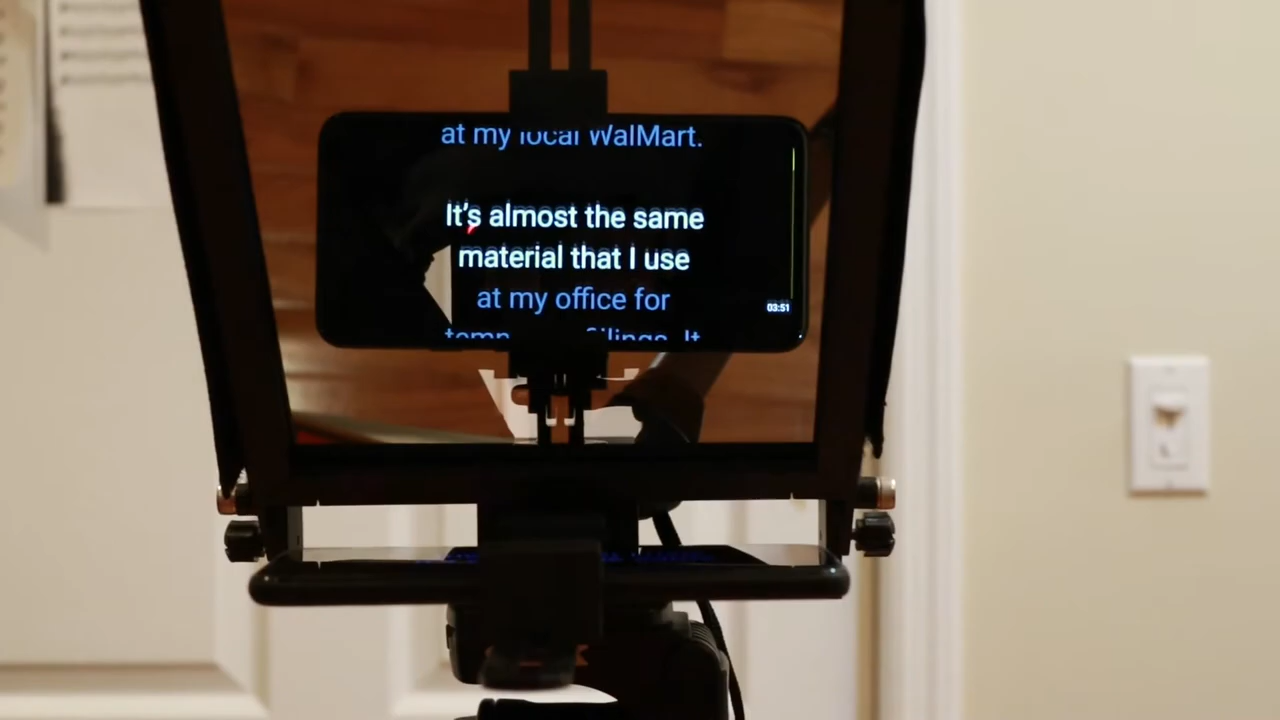 at my local WalMart.
It's almost the same
material that I use
at my office for
03:51